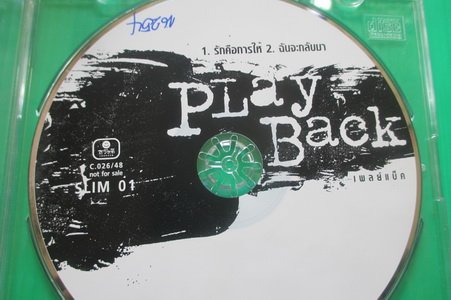 1. รักคือการให้ 2. ฉันจะกลับมา
PLay
Back
เพลย์แบ็ค
C.026/48
not for sale
SLIM 01